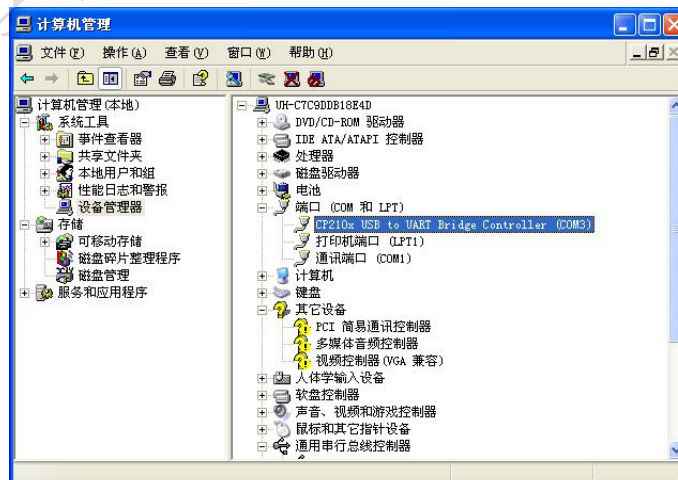 计算机管理
文件(F) 操作(A) 查看(V) 窗口(W) 帮助(H)
计算机管理(本地)
系统工具
事件查看器
共享文件夹
本地用户和组
性能日志和警报
设备管理器
存储
可移动存储
磁盘碎片整理程序
磁盘管理
服务和应用程序
UH-C7C9DDB18E4D
DVD/CD-ROM 驱动器
IDE ATA/ATAPI 控制器
处理器
磁盘驱动器
电池
端口 (COM 和 LPT)
CP210x USB to UART Bridge Controller (COM3)
打印机端口 (LPT1)
通讯端口 (COM1)
计算机
键盘
其它设备
PCI 简易通讯控制器
多媒体音频控制器
视频控制器(VGA 兼容)
人体学输入设备
软盘控制器
声音、视频和游戏控制器
鼠标和其它指针设备
通用串行总线控制器